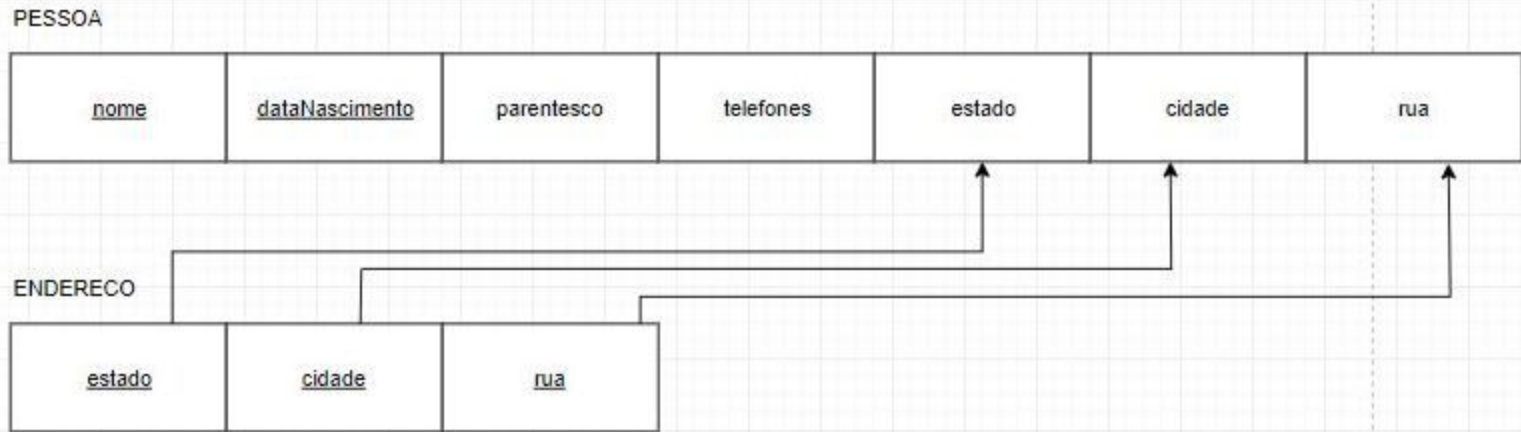 PESSOA
nome dataNascimento parentesco telefones estado cidade rua
ENDERECO
estado cidade rua